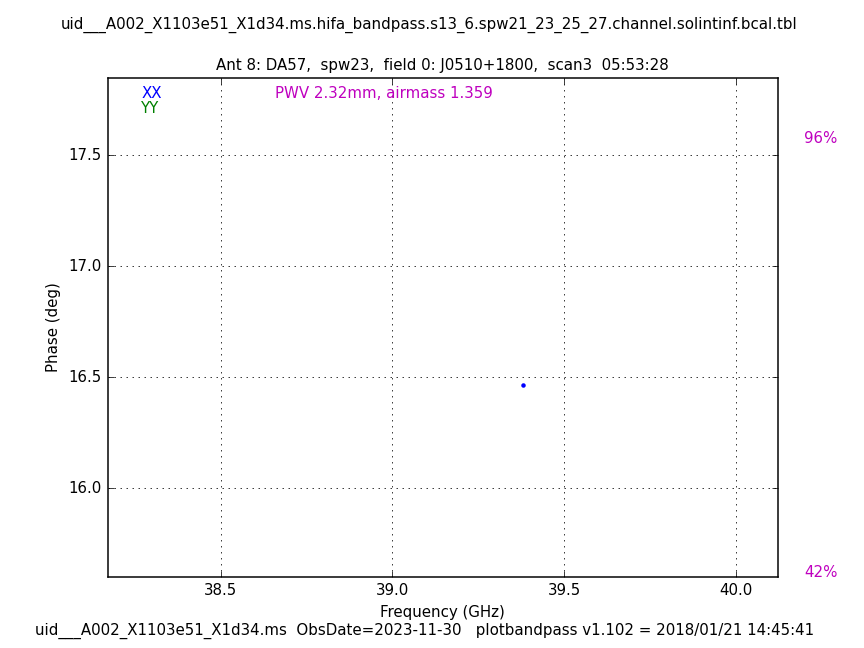 uid___A002_X1103e51_X1d34.ms.hifa_bandpass.s13_6.spw21_23_25_27.channel.solintinf.bcal.tbl
Ant 8: DA57,  spw23,  field 0: J0510+1800,  scan3  05:53:28
XX
YY
PWV 2.32mm, airmass 1.359
96%
17.5
17.0
16.5
16.0
Phase (deg)
42%
38.5 39.0 39.5 40.0
Frequency (GHz)
uid___A002_X1103e51_X1d34.ms  ObsDate=2023-11-30   plotbandpass v1.102 = 2018/01/21 14:45:41